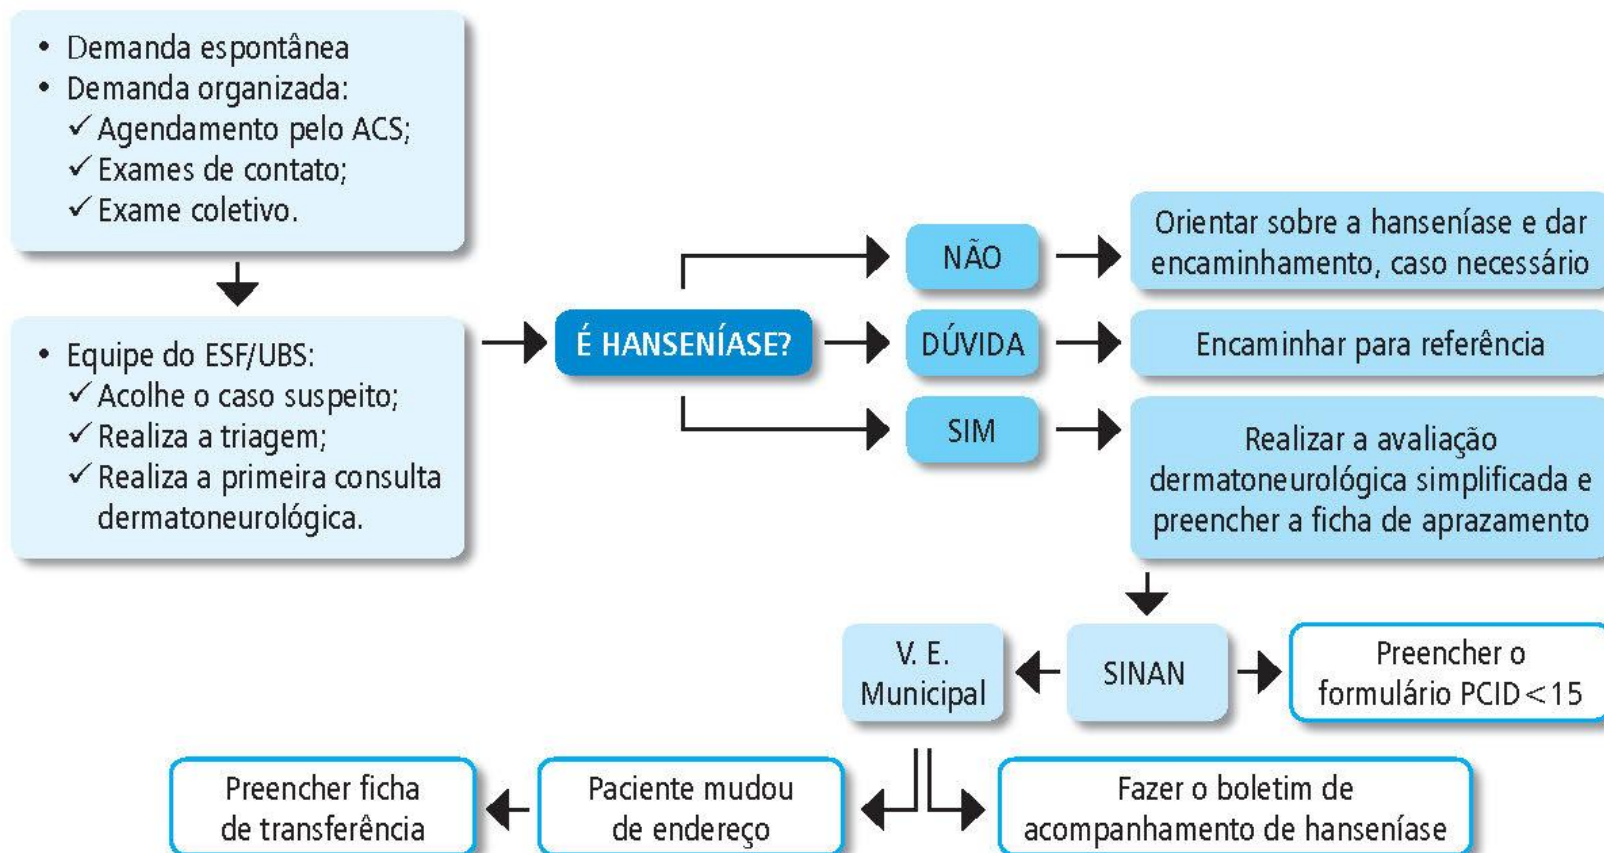 • Demanda espontânea
• Demanda organizada:
✓ Agendamento pelo ACS;
✓ Exames de contato;
✓ Exame coletivo.
• Equipe do ESF/UBS:
✓ Acolhe o caso suspeito;
✓ Realiza a triagem;
✓ Realiza a primeira consulta
dermatoneurológica.
É HANSENÍASE?
NÃO
Orientar sobre a hanseníase e dar
encaminhamento, caso necessário
DÚVIDA
Encaminhar para referência
SIM
Realizar a avaliação
dermatoneurológica simplificada e
preencher a ficha de aprazamento
V. E.
Municipal
SINAN
Preencher o
formulário PCID<15
Preencher ficha
de transferência
Paciente mudou
de endereço
Fazer o boletim de
acompanhamento de hanseníase